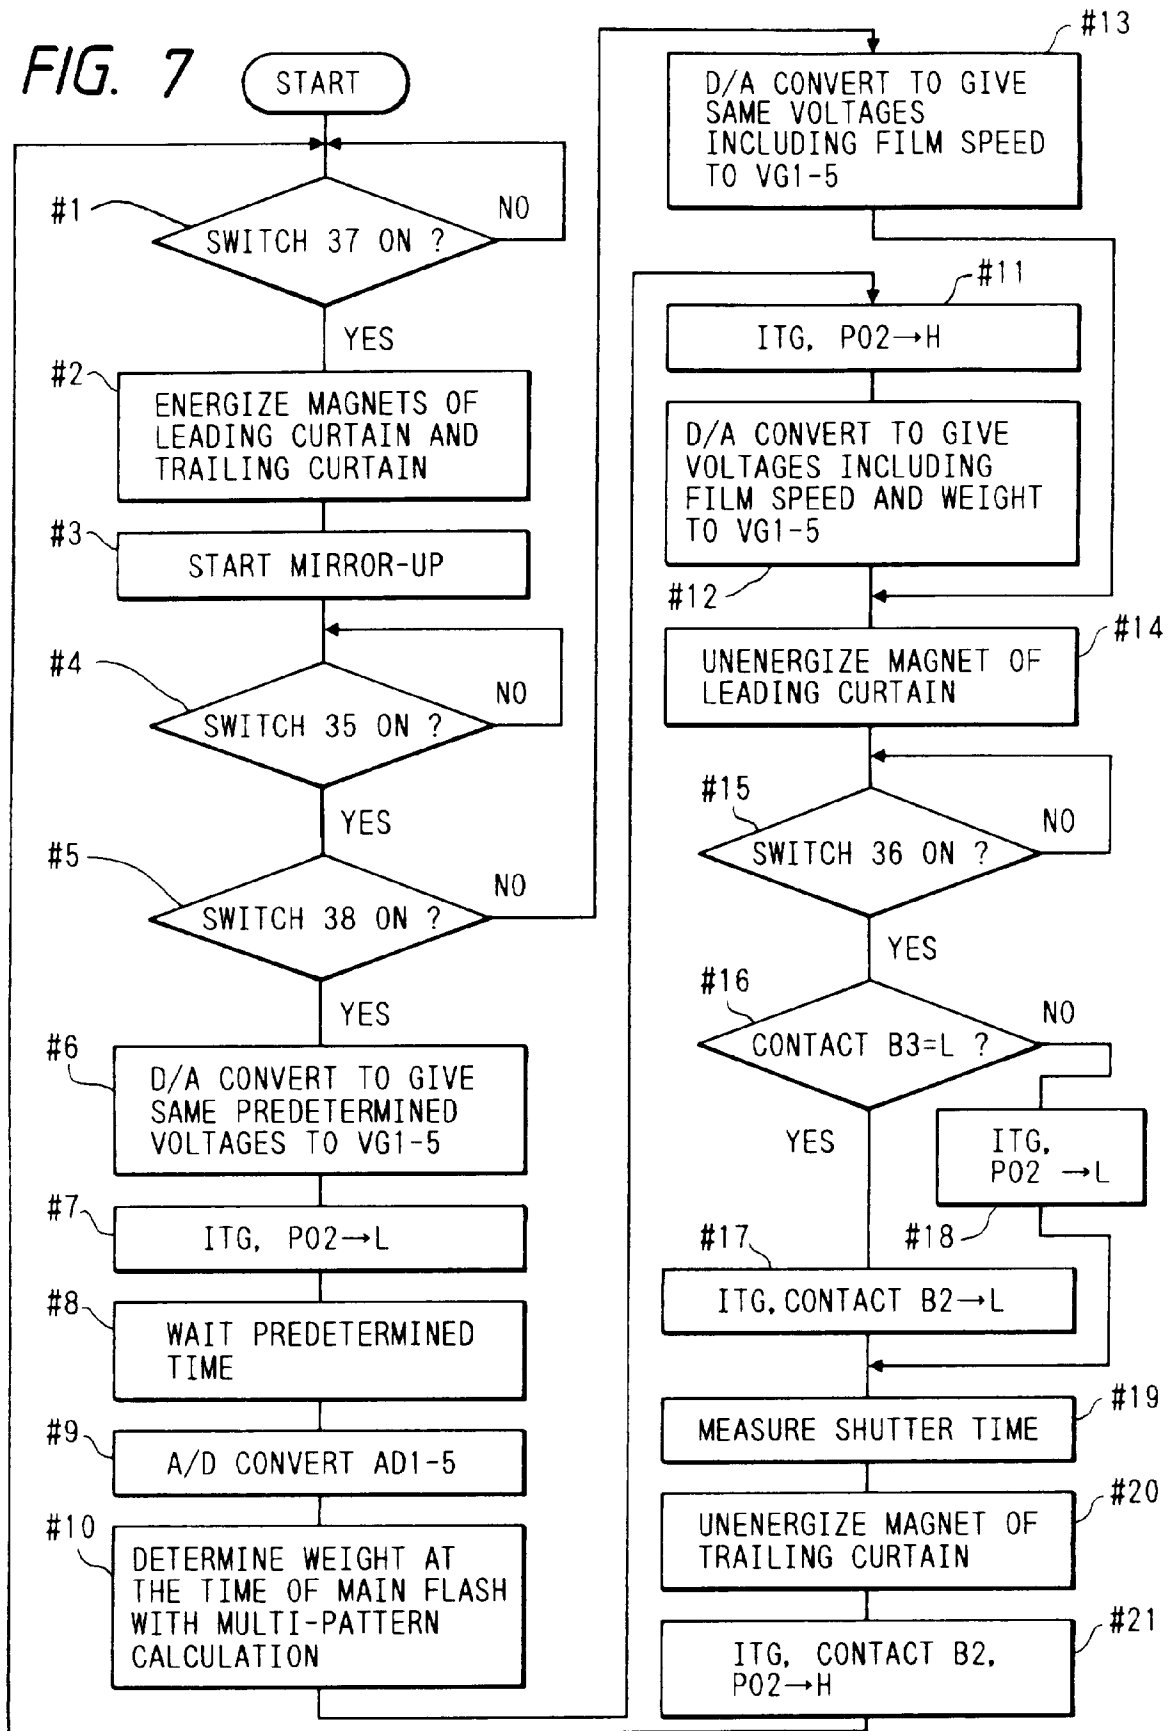 FIG. 7
START
#1
SWITCH 37 ON ?
NO
YES
#2
ENERGIZE MAGNETS OF
LEADING CURTAIN AND
TRAILING CURTAIN
#3
START MIRROR-UP
#4
SWITCH 35 ON ?
NO
YES
#5
SWITCH 38 ON ?
NO
YES
#6
D/A CONVERT TO GIVE
SAME PREDETERMINED
VOLTAGES TO VG1-5
#7
ITG, PO2→L
#8
WAIT PREDETERMINED
TIME
#9
A/D CONVERT AD1-5
#10
DETERMINE WEIGHT AT
THE TIME OF MAIN FLASH
WITH MULTI-PATTERN
CALCULATION
#13
D/A CONVERT TO GIVE
SAME VOLTAGES
INCLUDING FILM SPEED
TO VG1-5
#11
ITG, PO2→H
D/A CONVERT TO GIVE
VOLTAGES INCLUDING
FILM SPEED AND WEIGHT
TO VG1-5
#12
#14
UNENERGIZE MAGNET OF
LEADING CURTAIN
#15
SWITCH 36 ON ?
NO
YES
#16
CONTACT B3=L ?
NO
YES
ITG,
PO2 →L
#18
#17
ITG,CONTACT B2→L
#19
MEASURE SHUTTER TIME
#20
UNENERGIZE MAGNET OF
TRAILING CURTAIN
#21
ITG, CONTACT B2,
PO2→H